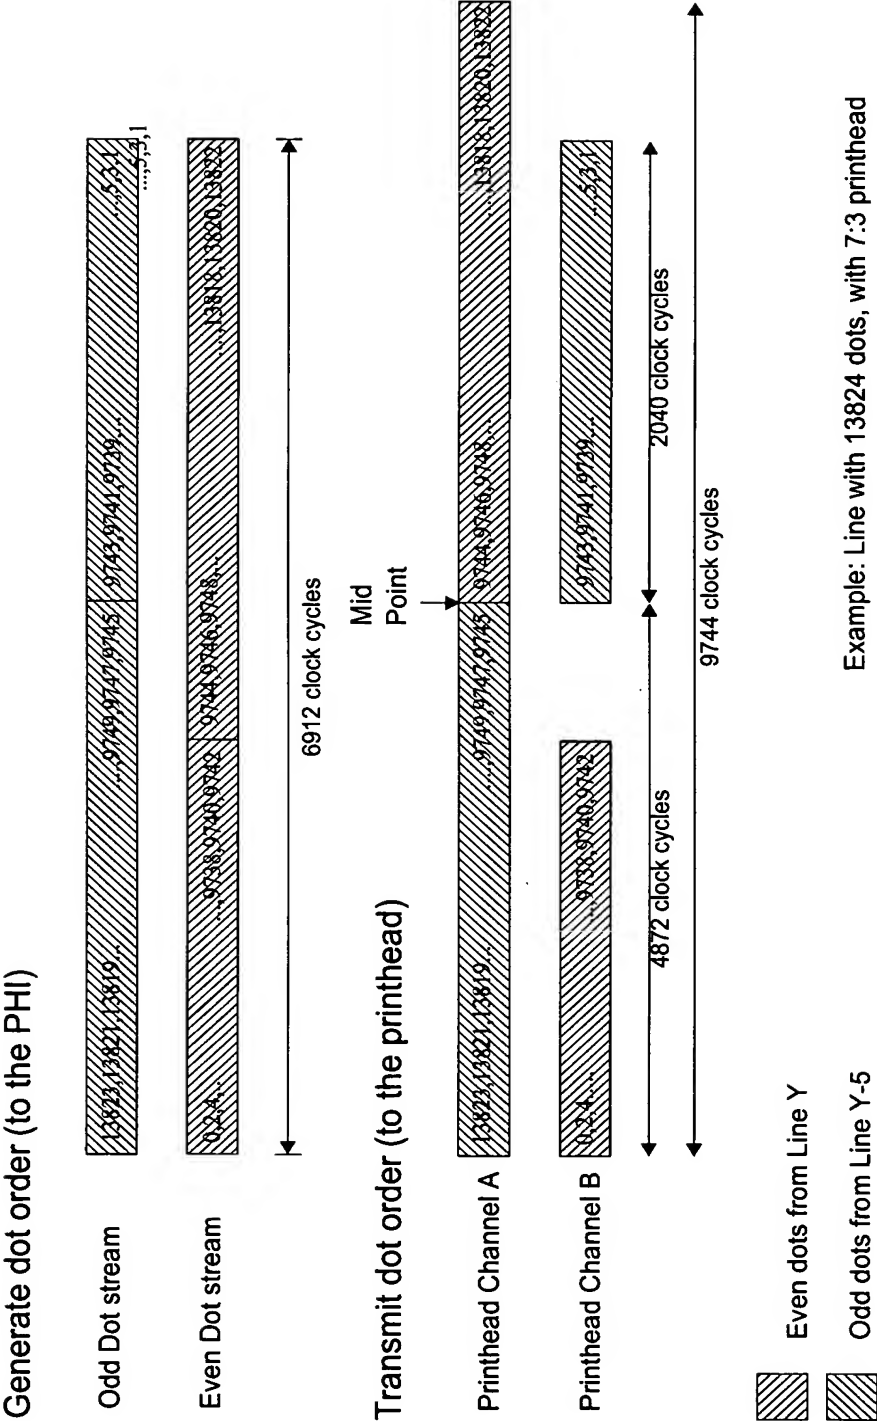 Generate dot order (to the PHI)
Odd Dot stream
13823,13821,13819...
...,9749,9747,9745
9743,9741,9739,...
...,5,3,1
...,5,3,1
Even Dot stream
0,2,4,..
...,9738,9740,9742
9744,9746,9748,...
...,13818,13820,13822
6912 clock cycles
Transmit dot order (to the printhead)
Mid
Point
Printhead Channel A
13823,13821,13819...
...,9749,9747,9745
9744,9746,9748,...
...,13818,13820,13822
Printhead Channel B
0,2,4,...
...,9738,9740,9742
9743,9741,9739,...
...,5,3,1
4872 clock cycles
2040 clock cycles
9744 clock cycles
Even dots from Line Y
Odd dots from Line Y-5
Example: Line with 13824 dots, with 7:3 printhead